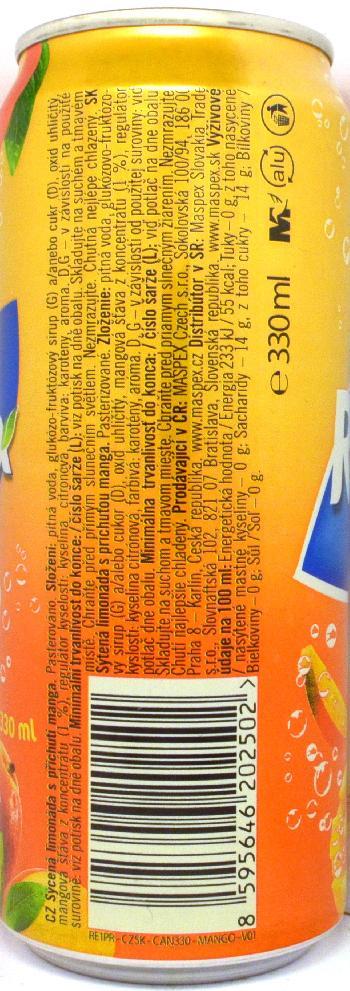 CZ Sycená limonáda s příchutí manga. Pasterováno. Složení: pitná voda, glukózo-fruktózový sirup (G) a/anebo cukr (D), oxid uhličitý,
mangová šťáva z koncentrátu (1 %), regulátor kyselosti: kyselina citronová, barviva: karoteny, aroma. D, G – v závislosti na použité
surovině: viz potisk na dně obalu. Minimální trvanlivost do konce: / číslo šarže (L): viz potisk na dně obalu. Skladujte na suchém a tmavém
místě. Chraňte před přímým slunečním světlem. Nezmrazujte. Chutná nejlépe chlazený. SK
Sýtená limonáda s príchuťou manga. Pasterizované. Zloženie: pitná voda, glukózovo-fruktózo-
vý sirup (G) a/alebo cukor (D), oxid uhličitý, mangová šťava z koncentrátu (1 %), regulátor
kyslosti: kyselina citrónová, farbivá: karotény, aróma. D, G – v závislosti od použitej suroviny: viď
potlač dne obalu. Minimálna trvanlivosť do konca: / číslo šarže (L): viď potlač na dne obalu.
Skladujte na suchom a tmavom mieste. Chráňte pred priamym slnečným žiarením. Nezmrazujte.
Chutí najlepšie chladený. Prodávající v ČR: MASPEX Czech s.r.o., Sokolovská 100/94, 186 00
Praha 8 – Karlín, Česká republika, www.maspex.cz Distribútor v SR: Maspex Slovakia Trade
s.r.o., Slovnaftská 102, 821 07 Bratislava, Slovenská republika, www.maspex.sk Výživové
údaje na 100 ml: Energetická hodnota / Energia 233 kJ / 55 kcal; Tuky – 0 g, z toho nasycené
/ nasýtené mastné kyseliny – 0 g; Sacharidy – 14 g, z toho cukry – 14 g; Bílkoviny /
Bielkoviny – 0 g; Sůl / Soľ – 0 g.
e 330 ml
M
alu
330 ml
8 595646 202502 >
RE1PR-CZSK-CAN330-MANGO-V01
R